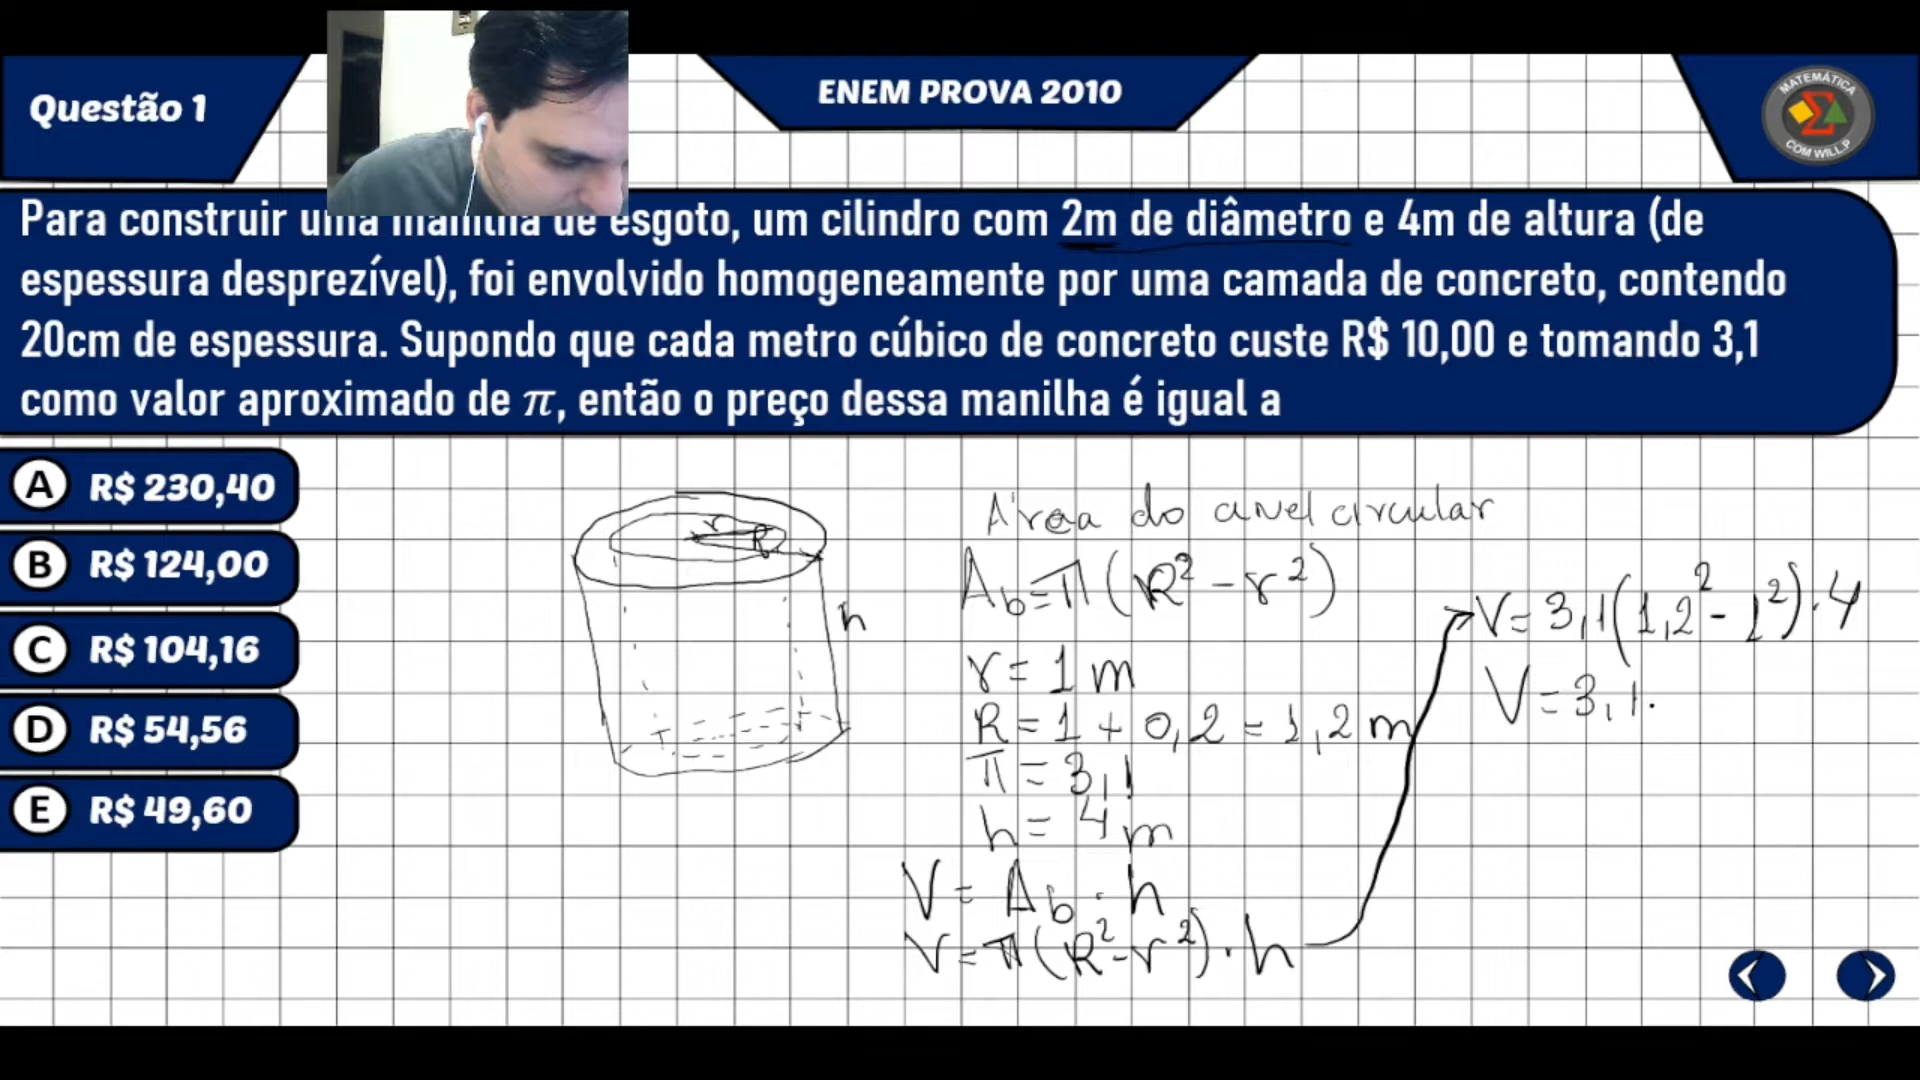 Questão 1
ENEM PROVA 2010
MATEMÁTICA
COM WILL.P
Para construir uma manilha de esgoto, um cilindro com 2m de diâmetro e 4m de altura (de
espessura desprezível), foi envolvido homogeneamente por uma camada de concreto, contendo
20cm de espessura. Supondo que cada metro cúbico de concreto custe R$ 10,00 e tomando 3,1
como valor aproximado de π, então o preço dessa manilha é igual a
A R$ 230,40
B R$ 124,00
C R$ 104,16
D R$ 54,56
E R$ 49,60
r
R
h
Área do anel circular
Ab=π(R²-r²)
r=1m
R=1+0,2=1,2m
π=3,1
h=4m
V=Ab.h
V=π(R²-r²).h
V=3,1(1,2²-1²).4
V=3,1.